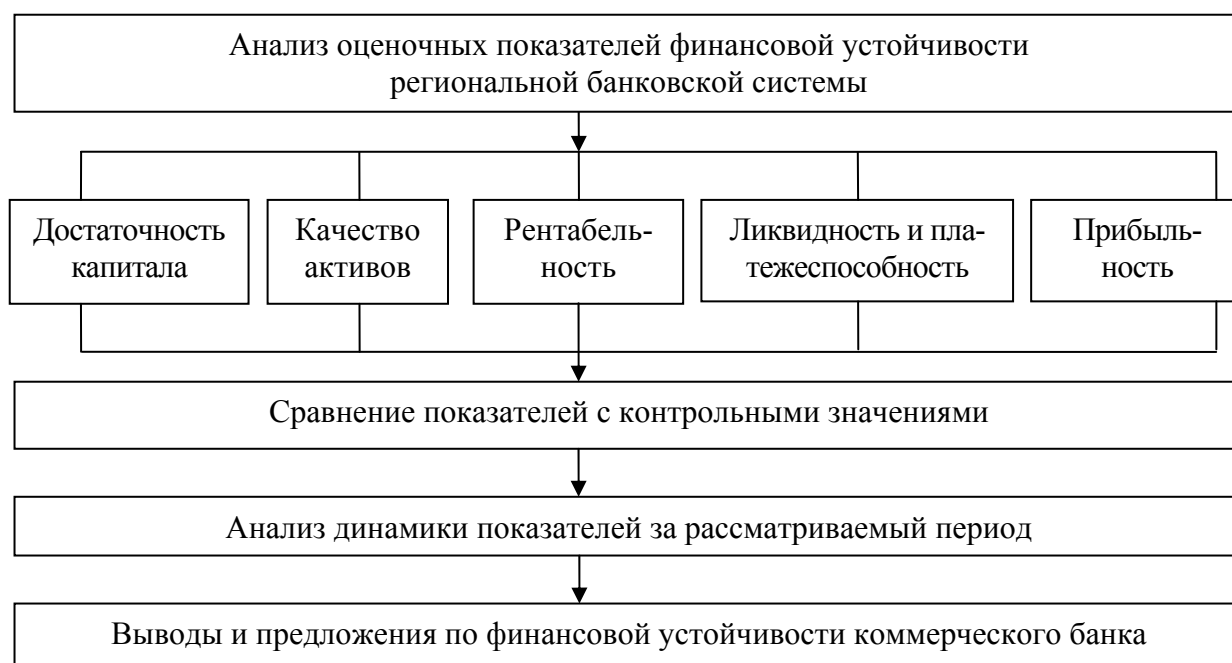 Анализ оценочных показателей финансовой устойчивости
региональной банковской системы
Достаточность
капитала
Качество
активов
Рентабель-
ность
Ликвидность и пла-
тежеспособность
Прибыль-
ность
Сравнение показателей с контрольными значениями
Анализ динамики показателей за рассматриваемый период
Выводы и предложения по финансовой устойчивости коммерческого банка